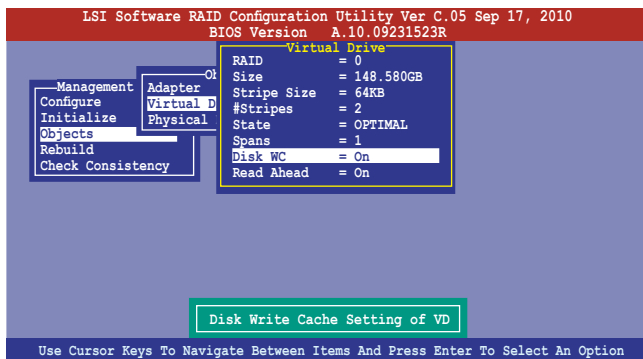 LSI Software RAID Configuration Utility Ver C.05 Sep 17, 2010
BIOS Version A.10.09231523R
Management
Configure
Initialize
Objects
Rebuild
Check Consistency
Adapter
Virtual
Physical
Virtual Drive
RAID = 0
Size = 148.580GB
Stripe Size = 64KB
#Stripes = 2
State = OPTIMAL
Spans = 1
Disk WC = On
Read Ahead = On
Disk Write Cache Setting of VD
Use Cursor Keys To Navigate Between Items And Press Enter To Select An Option